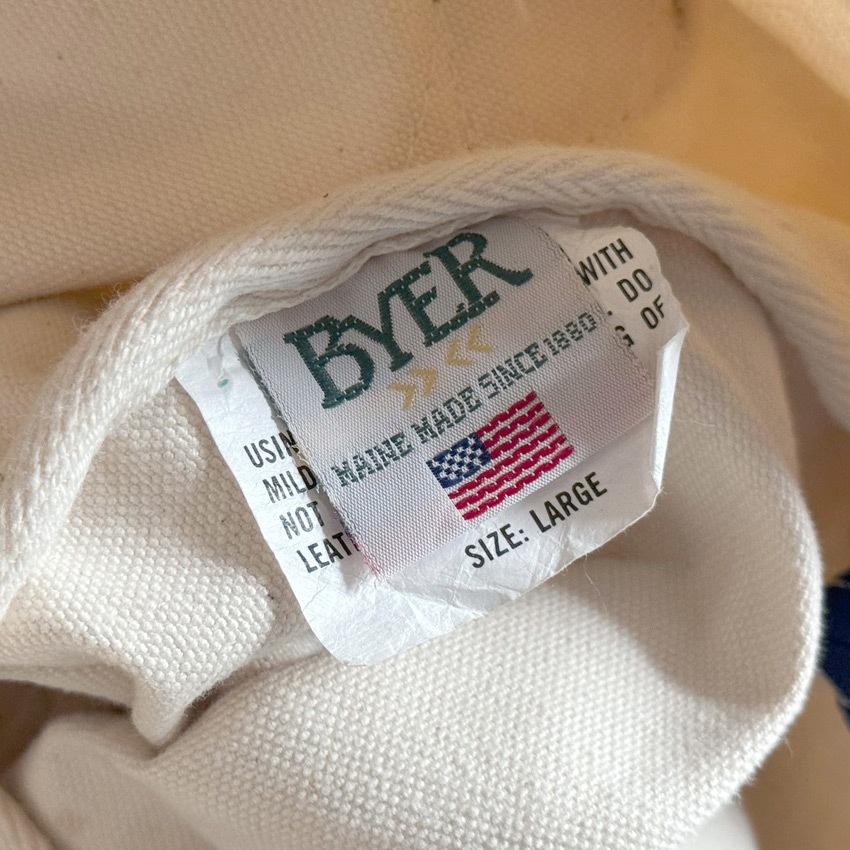 BYER
MAINE MADE SINCE 1880
USIN
MILD
NOT
LEAT
WITH
DO
G OF
SIZE: LARGE